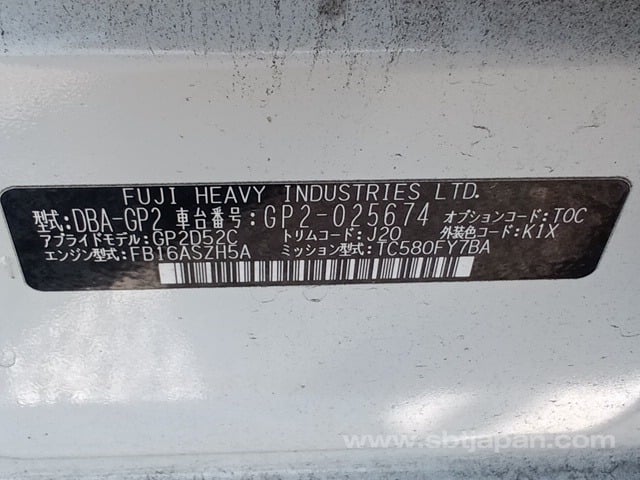 FUJI HEAVY INDUSTRIES LTD.
型式:DBA-GP2 車台番号:GP2-025674 オプションコード:TOC
アプライドモデル:GP2D52C トリムコード:J20 外装色コード:K1X
エンジン型式:FB16ASZH5A ミッション型式:TC580FY7BA
www.sbtjapan.com